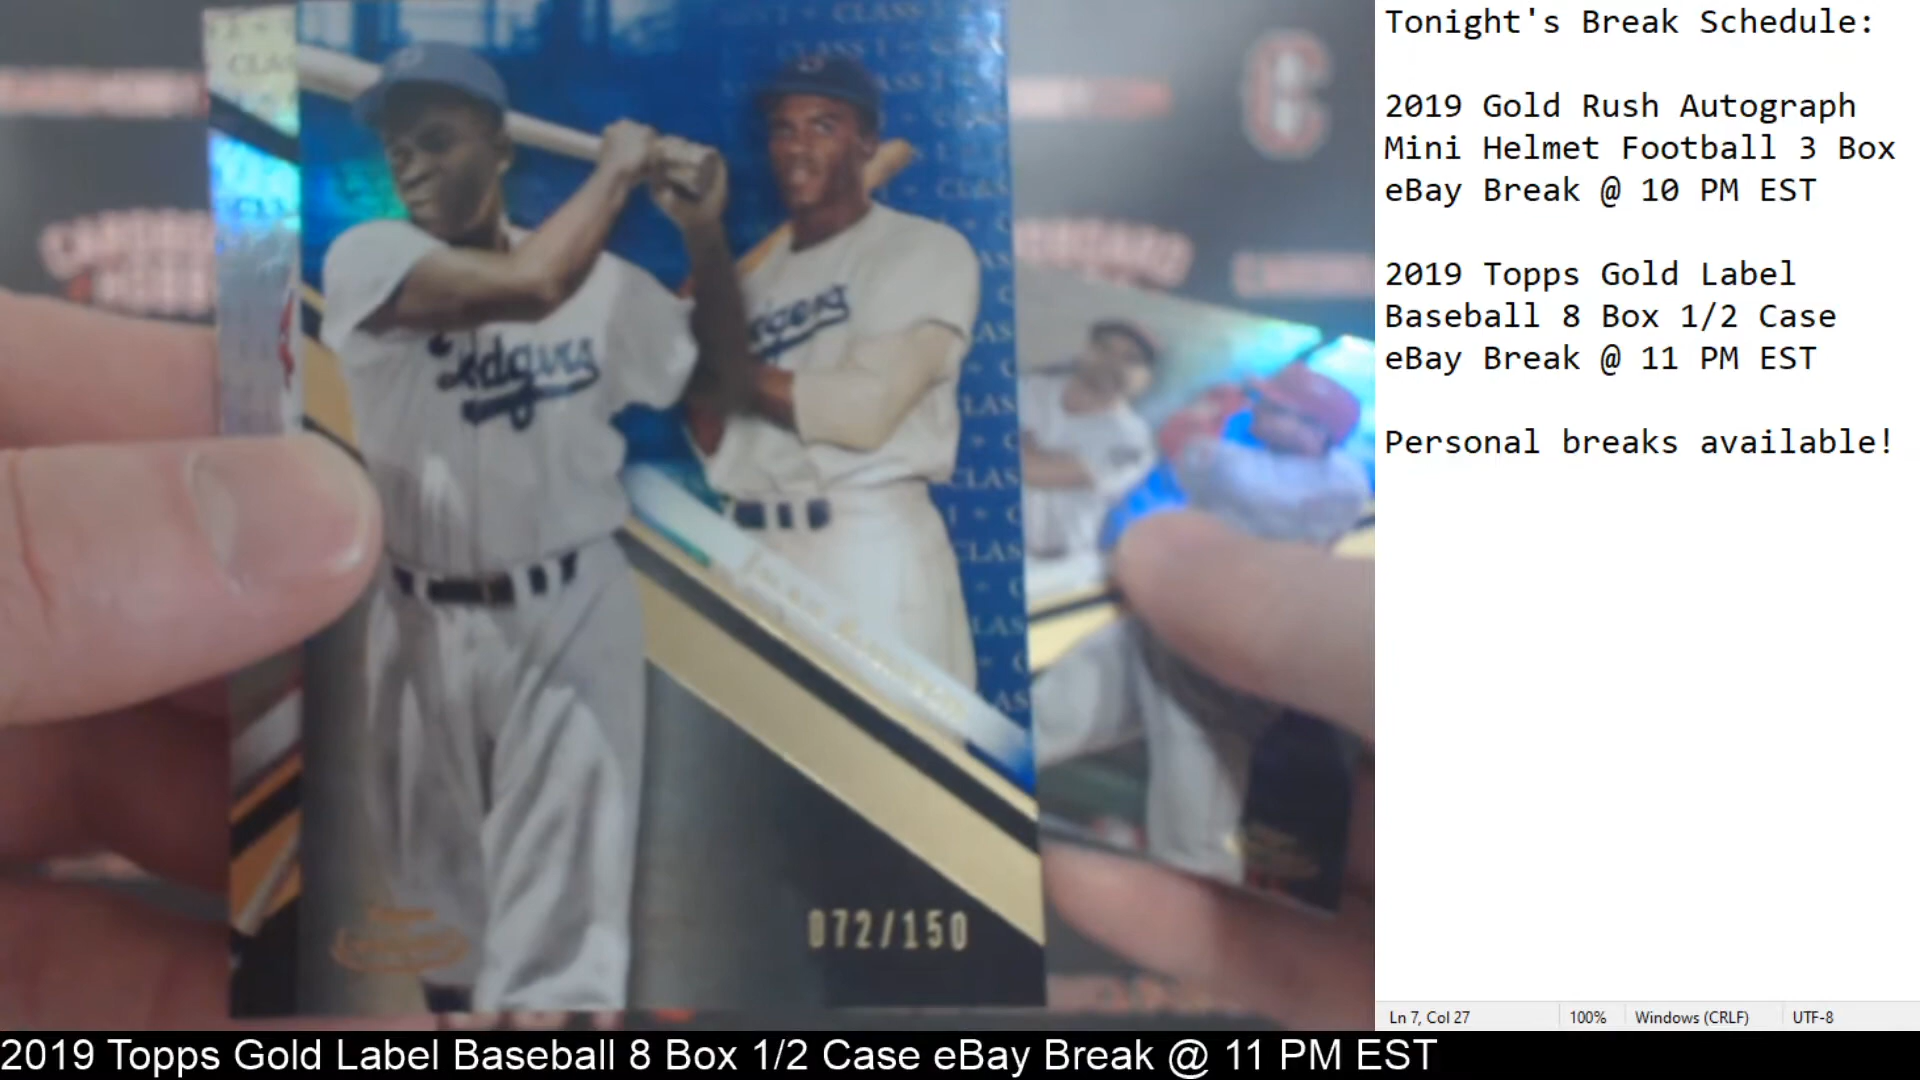 Tonight's Break Schedule:
2019 Gold Rush Autograph
Mini Helmet Football 3 Box
eBay Break @ 10 PM EST
2019 Topps Gold Label
Baseball 8 Box 1/2 Case
eBay Break @ 11 PM EST
Personal breaks available!
CLASS 1
Dodgers
072/150
Ln 7, Col 27
100%
Windows (CRLF)
UTF-8
2019 Topps Gold Label Baseball 8 Box 1/2 Case eBay Break @ 11 PM EST